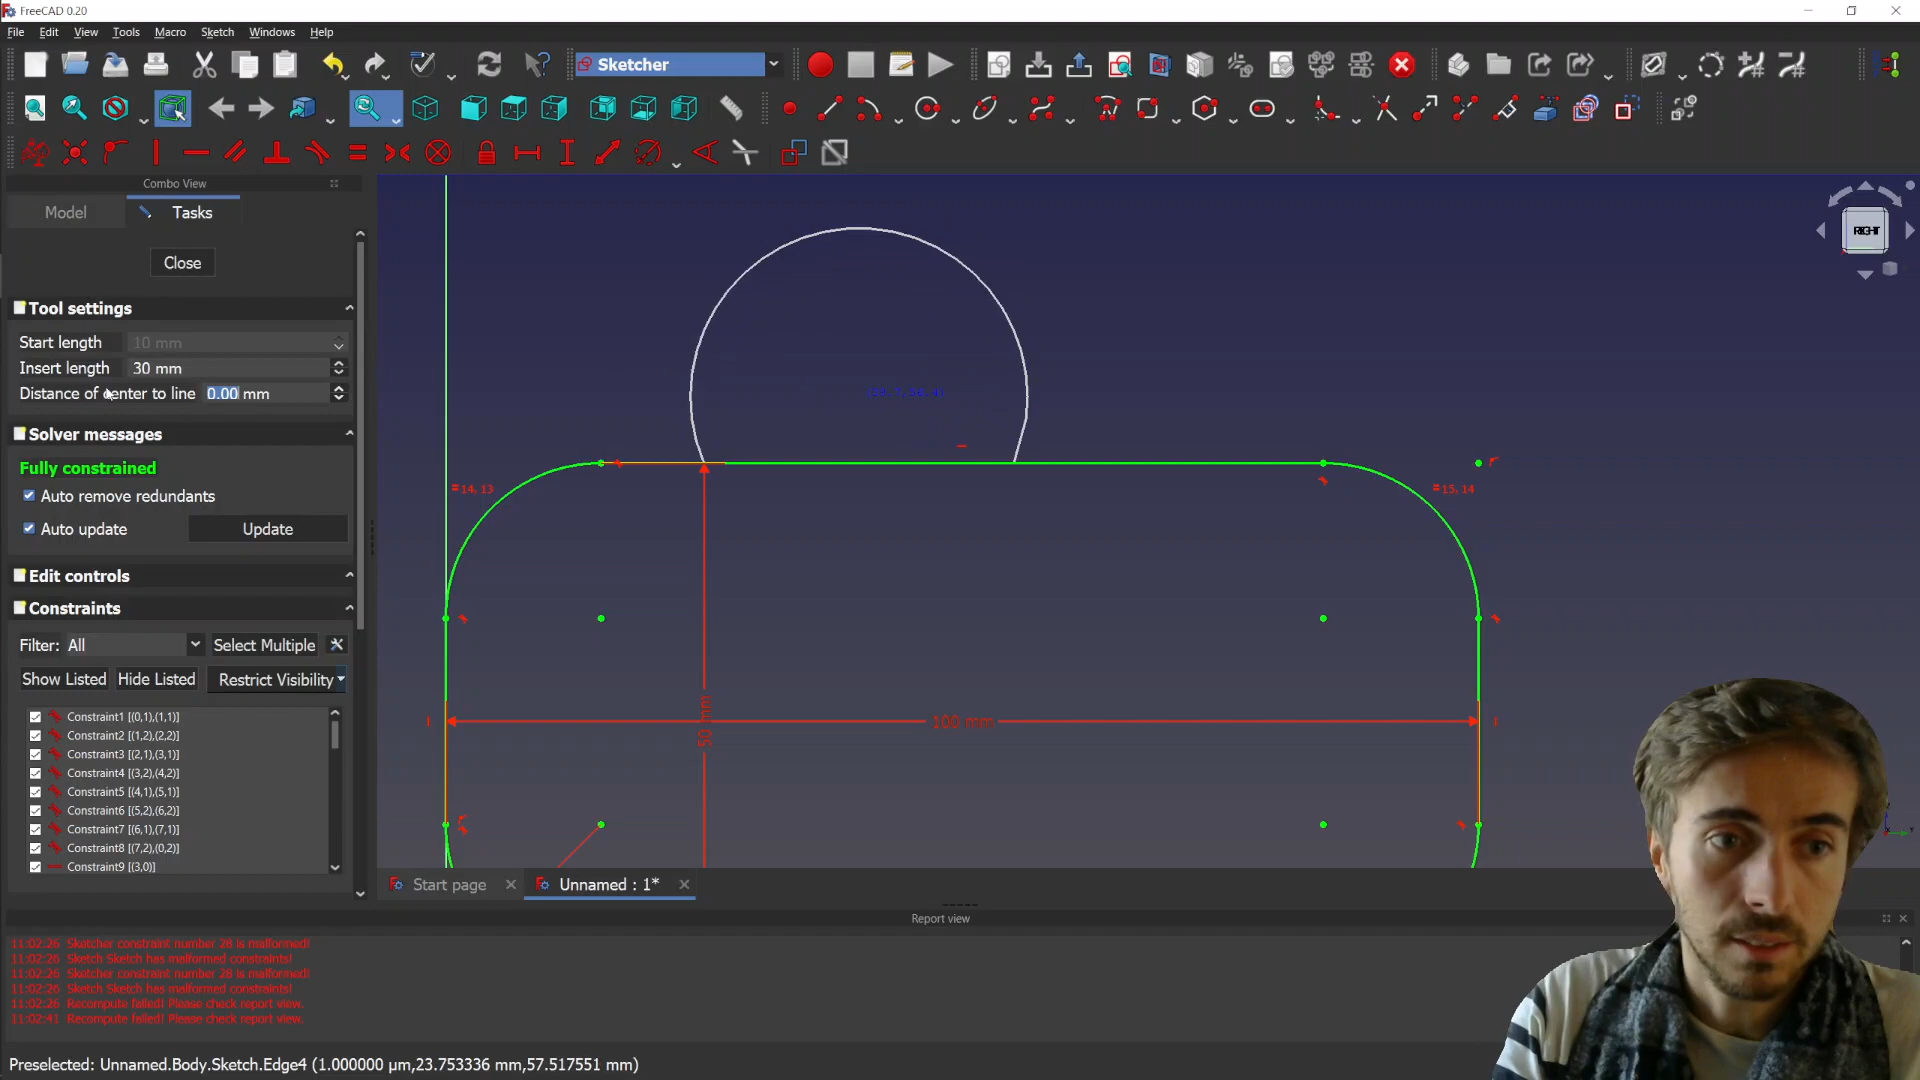 FreeCAD 0.20
File Edit View Tools Macro Sketch Windows Help
Sketcher
Combo View
Model Tasks
Close
Tool settings
Start length 10 mm
Insert length 30 mm
Distance of center to line 0.00 mm
Solver messages
Fully constrained
Auto remove redundants
Auto update Update
Edit controls
Constraints
Filter: All Select Multiple
Show Listed Hide Listed Restrict Visibility
Constraint1 [(0,1),(1,1)]
Constraint2 [(1,2),(2,2)]
Constraint3 [(2,1),(3,1)]
Constraint4 [(3,2),(4,2)]
Constraint5 [(4,1),(5,1)]
Constraint6 [(5,2),(6,2)]
Constraint7 [(6,1),(7,1)]
Constraint8 [(7,2),(0,2)]
Constraint9 [(3,0)]
RIGHT
=14, 13
=15, 14
50 mm
100 mm
Start page Unnamed : 1*
Report view
11:02:26 Sketcher constraint number 28 is malformed!
11:02:26 Sketch Sketch has malformed constraints!
11:02:26 Sketcher constraint number 28 is malformed!
11:02:26 Sketch Sketch has malformed constraints!
11:02:26 Recompute failed! Please check report view.
11:02:41 Recompute failed! Please check report view.
Preselected: Unnamed.Body.Sketch.Edge4 (1.000000 µm,23.753336 mm,57.517551 mm)